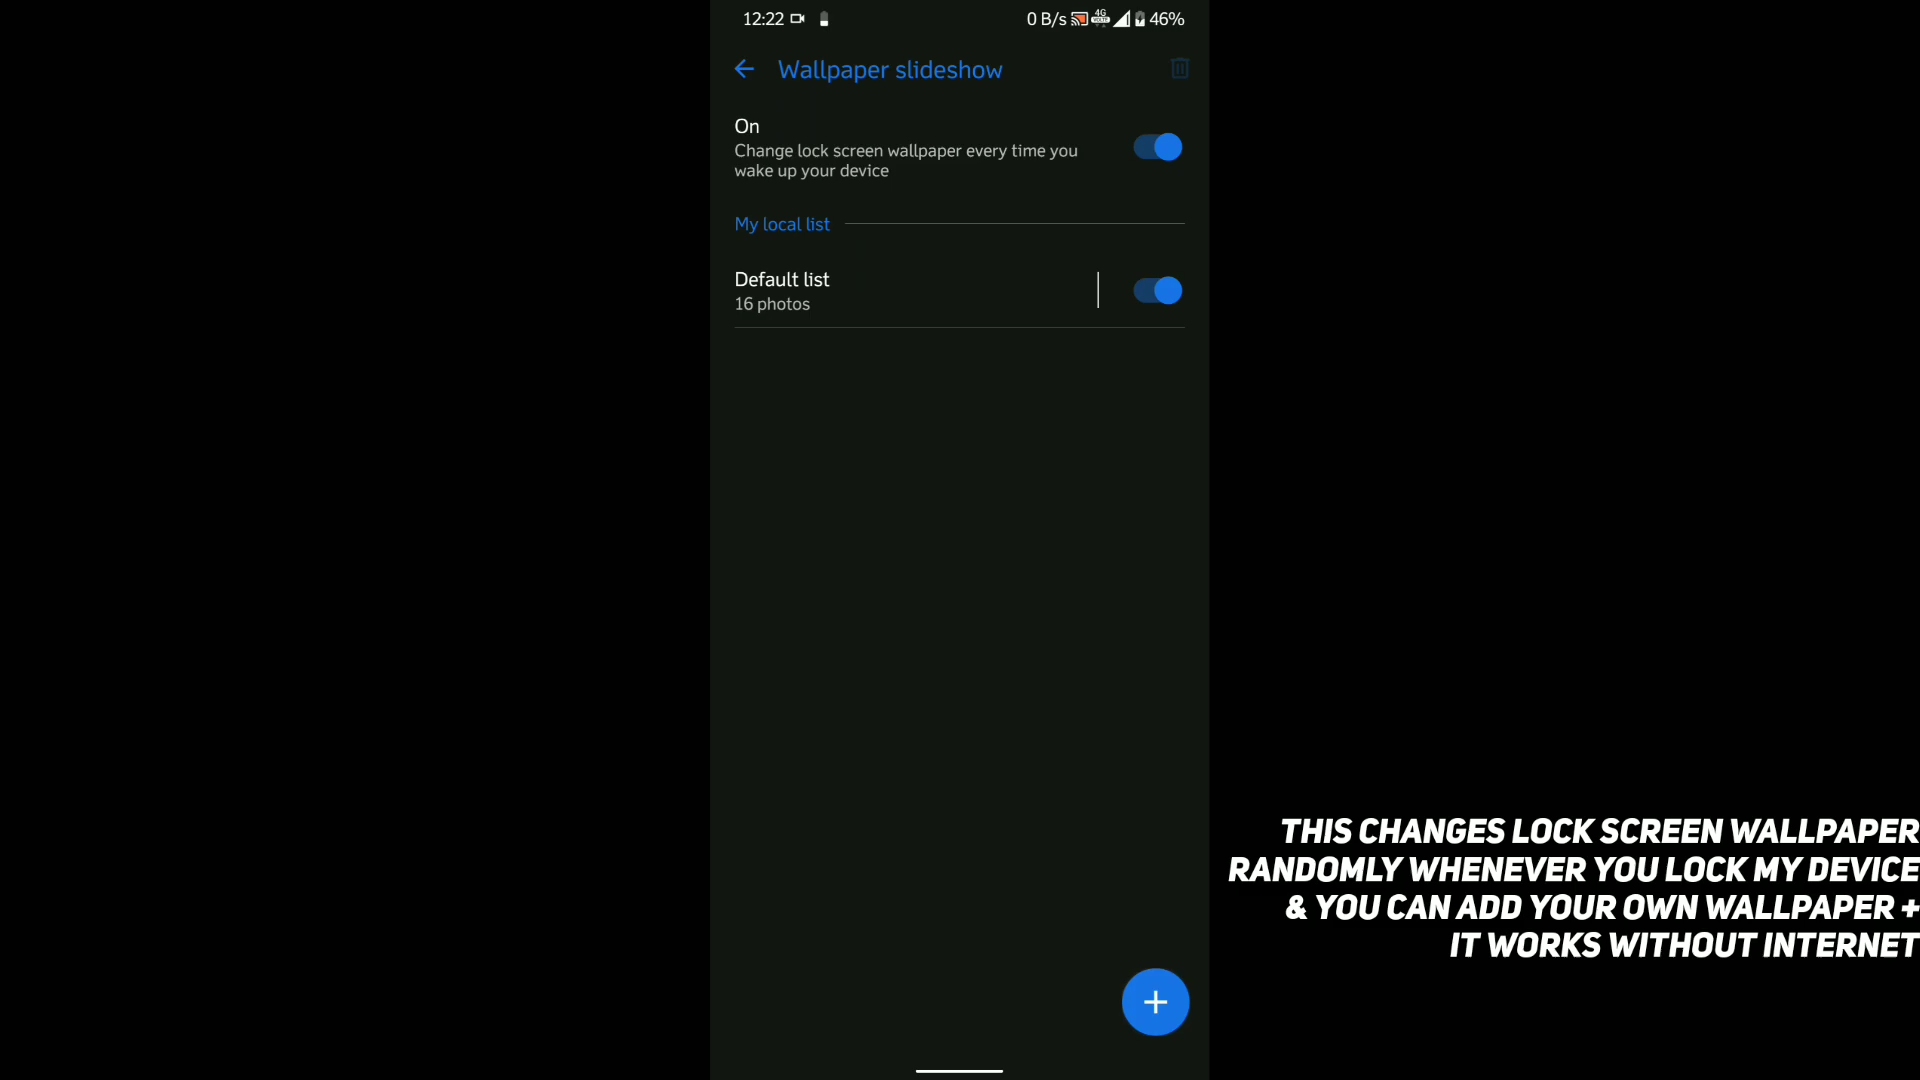 12:22 0 B/s 4G VoLTE 46%
Wallpaper slideshow
On
Change lock screen wallpaper every time you
wake up your device
My local list
Default list
16 photos
THIS CHANGES LOCK SCREEN WALLPAPER
RANDOMLY WHENEVER YOU LOCK MY DEVICE
& YOU CAN ADD YOUR OWN WALLPAPER +
IT WORKS WITHOUT INTERNET